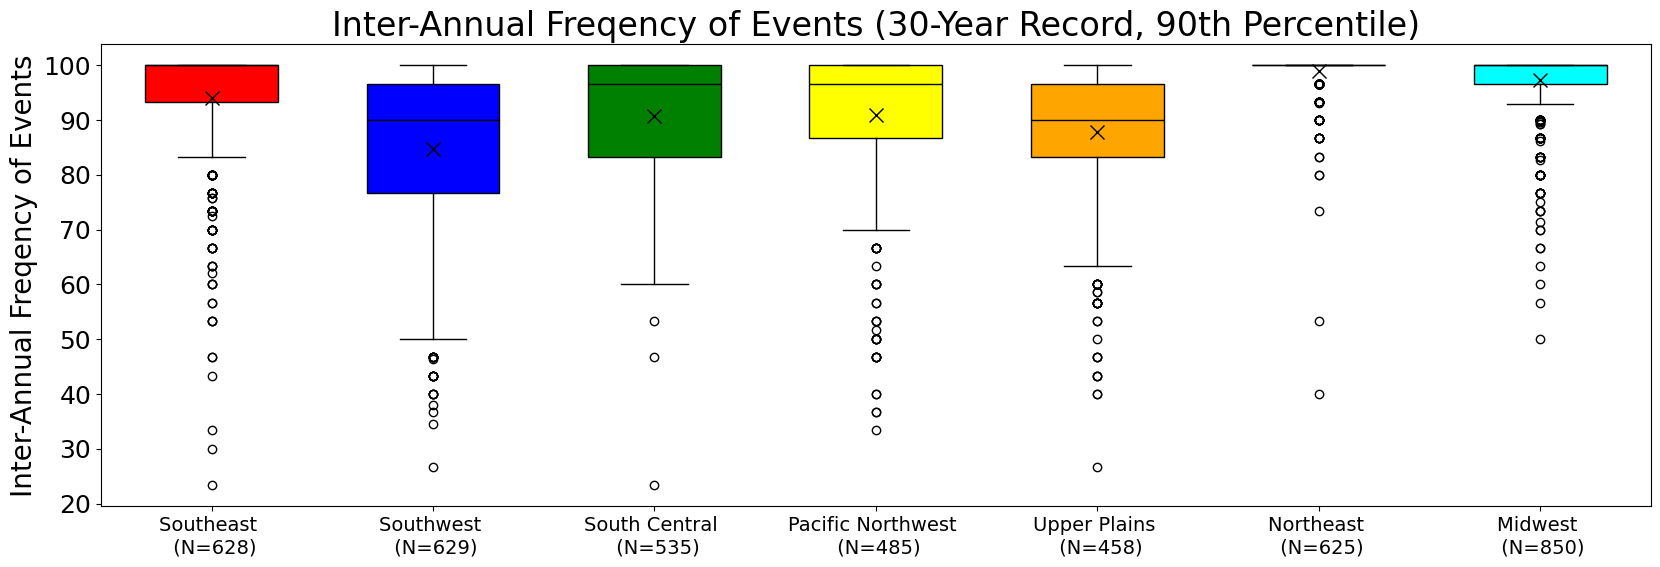 Inter-Annual Freqency of Events (30-Year Record, 90th Percentile)
Inter-Annual Freqency of Events
100
90
80
70
60
50
40
30
20
Southeast
(N=628)
Southwest
(N=629)
South Central
(N=535)
Pacific Northwest
(N=485)
Upper Plains
(N=458)
Northeast
(N=625)
Midwest
(N=850)